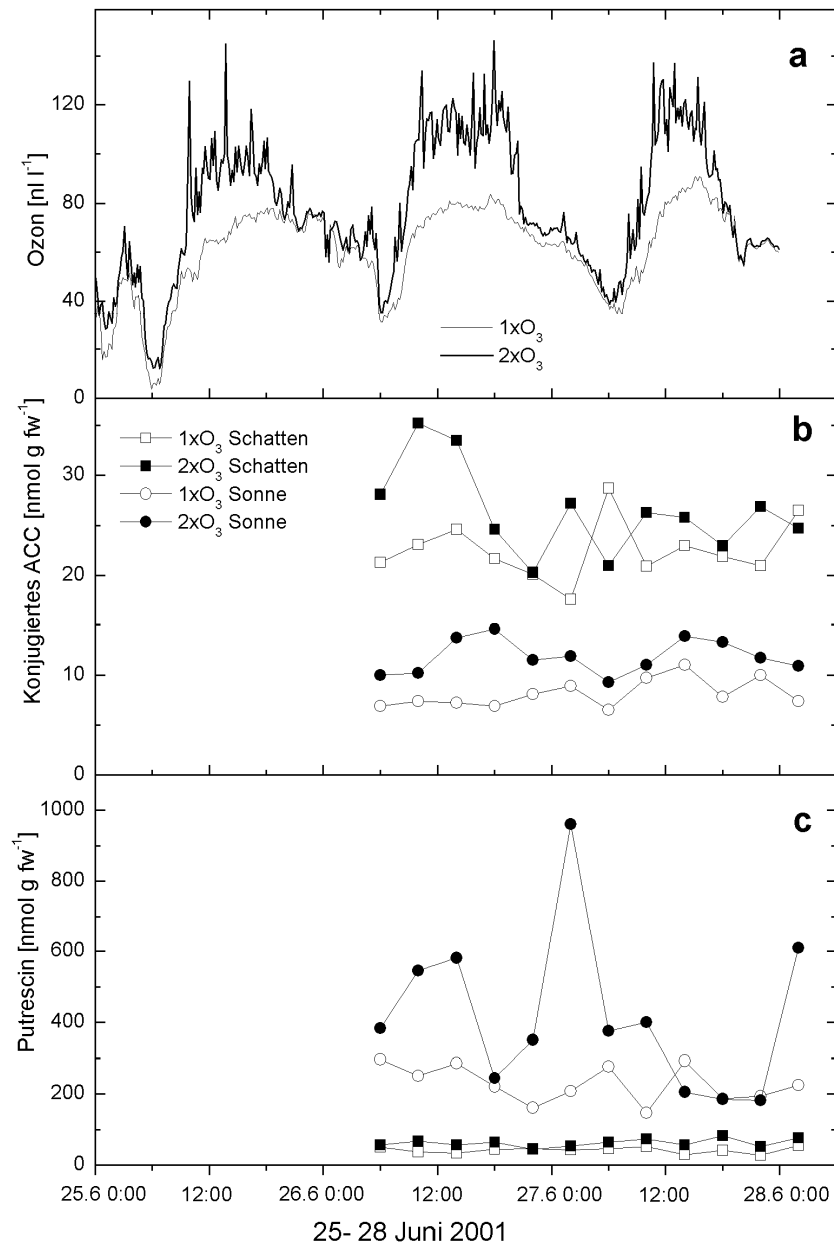 a
Ozon [nl l-1]
120
80
40
0
1xO3
2xO3
b
Konjugiertes ACC [nmol g fw-1]
1xO3 Schatten
2xO3 Schatten
1xO3 Sonne
2xO3 Sonne
30
20
10
0
c
Putrescin [nmol g fw-1]
1000
800
600
400
200
0
25.6 0:00 12:00 26.6 0:00 12:00 27.6 0:00 12:00 28.6 0:00
25- 28 Juni 2001